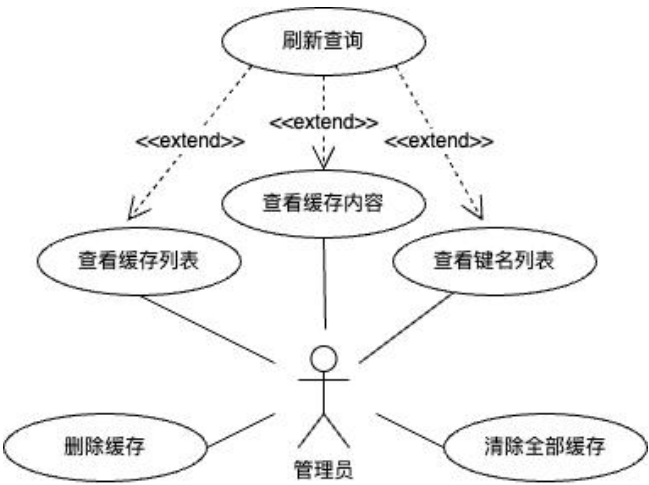 刷新查询
<<extend>>
<<extend>>
<<extend>>
查看缓存内容
查看缓存列表
查看键名列表
删除缓存
清除全部缓存
管理员